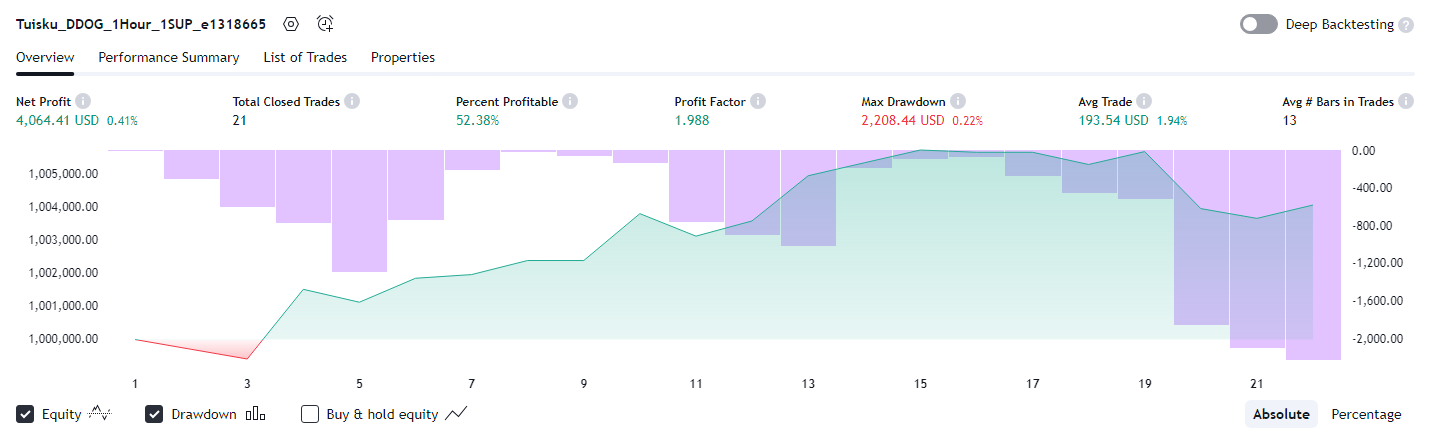 Tuisku_DDOG_1Hour_1SUP_e1318665 Deep Backtesting ?
Overview Performance Summary List of Trades Properties
Net Profit i Total Closed Trades i Percent Profitable i Profit Factor i Max Drawdown i Avg Trade i Avg # Bars in Trades i
4,064.41 USD 0.41% 21 52.38% 1.988 2,208.44 USD 0.22% 193.54 USD 1.94% 13
0.00
1,005,000.00
-400.00
1,004,000.00
-800.00
1,003,000.00
-1,200.00
1,002,000.00
-1,600.00
1,001,000.00
1,000,000.00 -2,000.00
1 3 5 7 9 11 13 15 17 19 21
Equity Drawdown Buy & hold equity Absolute Percentage